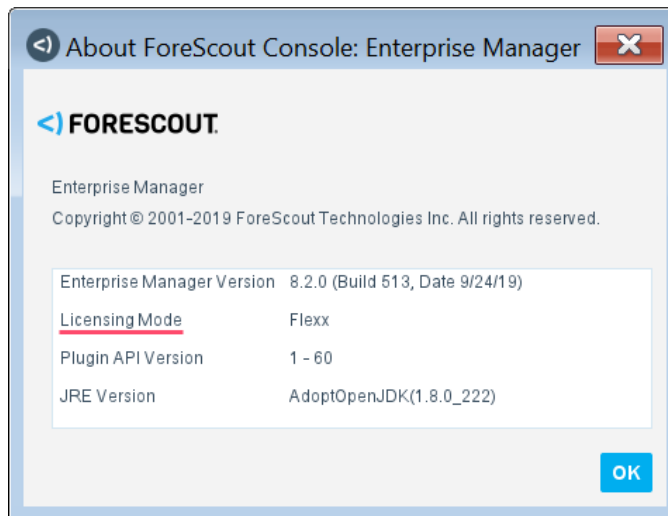 About ForeScout Console: Enterprise Manager
FORESCOUT.
Enterprise Manager
Copyright © 2001-2019 ForeScout Technologies Inc. All rights reserved.
Enterprise Manager Version 8.2.0 (Build 513, Date 9/24/19)
Licensing Mode Flexx
Plugin API Version 1 - 60
JRE Version AdoptOpenJDK(1.8.0_222)
OK